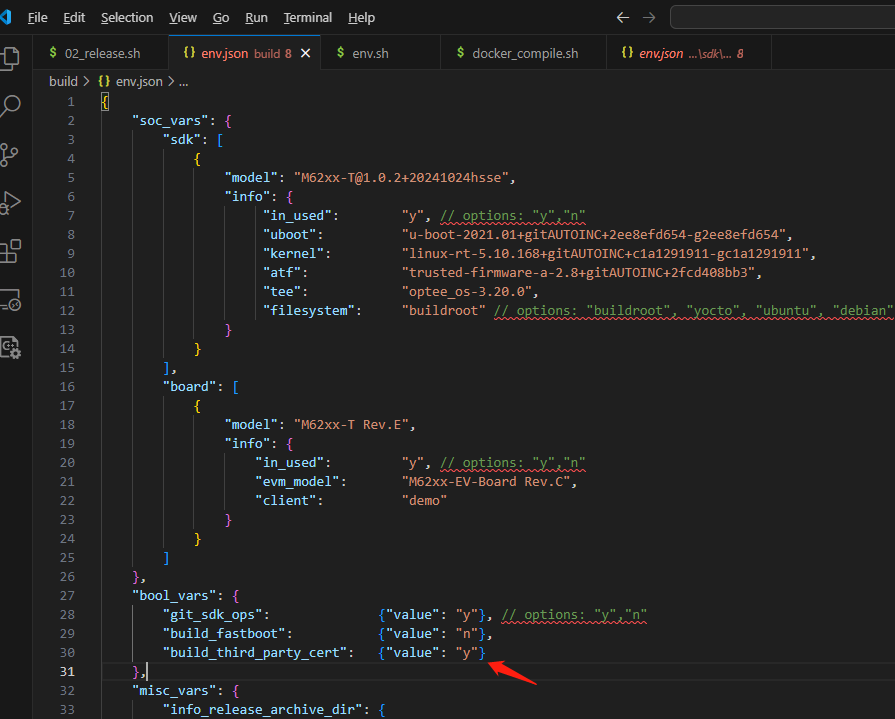 File Edit Selection View Go Run Terminal Help
$ 02_release.sh {} env.json build 8 $ env.sh $ docker_compile.sh {} env.json ...\sdk\... 8
build > {} env.json > ...
1 {
2 "soc_vars": {
3 "sdk": [
4 {
5 "model": "M62xx-T@1.0.2+20241024hsse",
6 "info": {
7 "in_used": "y", // options: "y","n"
8 "uboot": "u-boot-2021.01+gitAUTOINC+2ee8efd654-g2ee8efd654",
9 "kernel": "linux-rt-5.10.168+gitAUTOINC+c1a1291911-gc1a1291911",
10 "atf": "trusted-firmware-a-2.8+gitAUTOINC+2fcd408bb3",
11 "tee": "optee_os-3.20.0",
12 "filesystem": "buildroot" // options: "buildroot", "yocto", "ubuntu", "debian"
13 }
14 }
15 ],
16 "board": [
17 {
18 "model": "M62xx-T Rev.E",
19 "info": {
20 "in_used": "y", // options: "y","n"
21 "evm_model": "M62xx-EV-Board Rev.C",
22 "client": "demo"
23 }
24 }
25 ]
26 },
27 "bool_vars": {
28 "git_sdk_ops": {"value": "y"}, // options: "y","n"
29 "build_fastboot": {"value": "n"},
30 "build_third_party_cert": {"value": "y"}
31 },
32 "misc_vars": {
33 "info_release_archive_dir": {